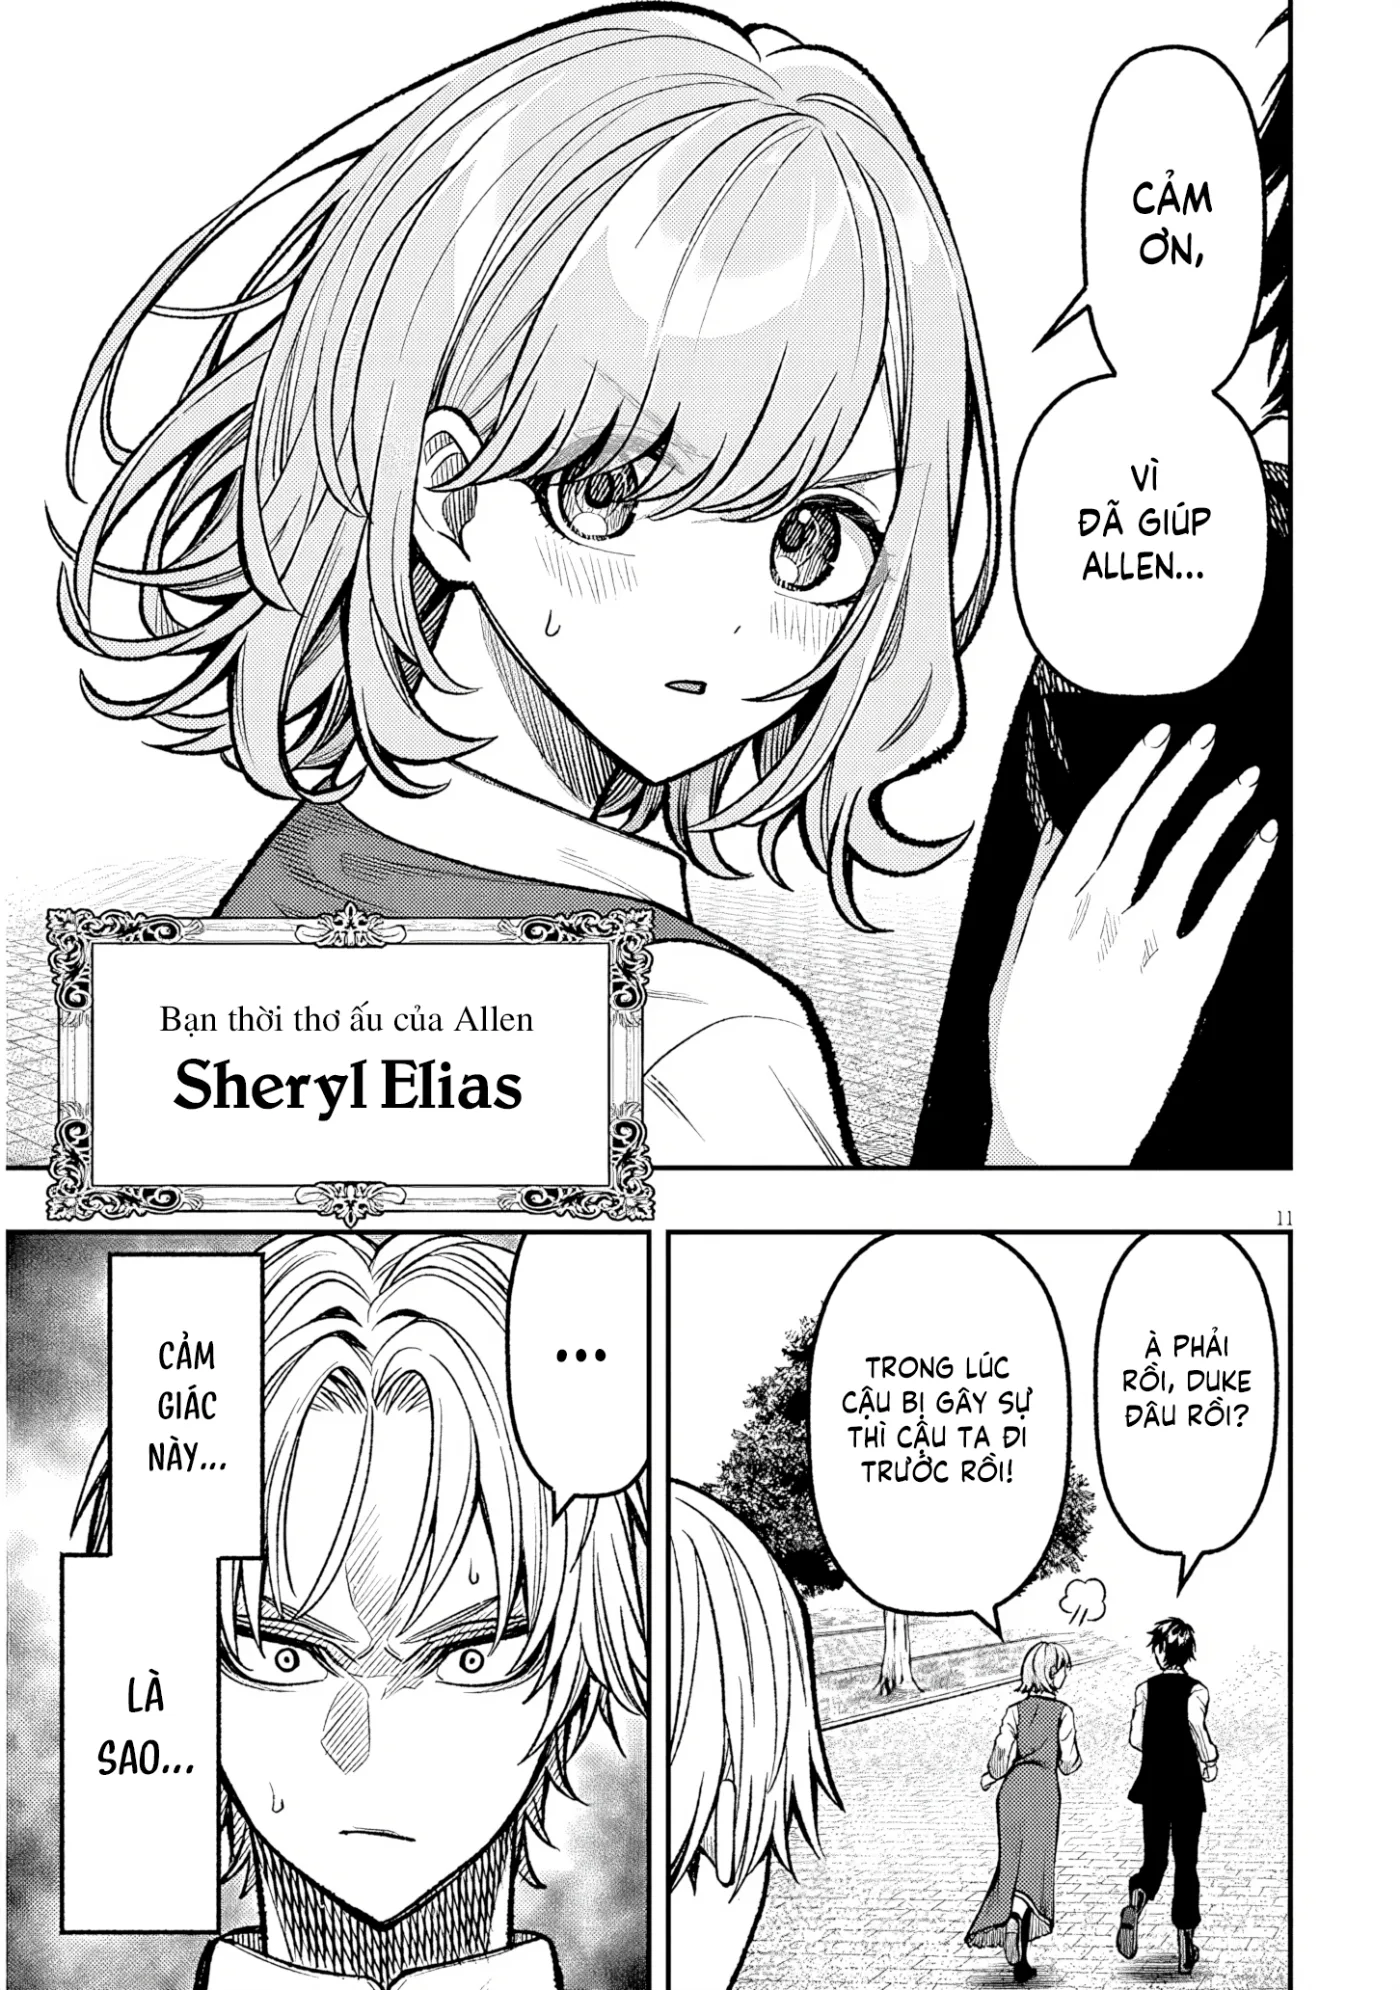 CẢM
ƠN,
VÌ
ĐÃ GIÚP
ALLEN...
Bạn thời thơ ấu của Allen
Sheryl Elias
11
À PHẢI
RỒI, DUKE
ĐÂU RỒI?
TRONG LÚC
CẬU BỊ GÂY SỰ
THÌ CẬU TA ĐI
TRƯỚC RỒI!
...
CẢM
GIÁC
NÀY...
LÀ
SAO...